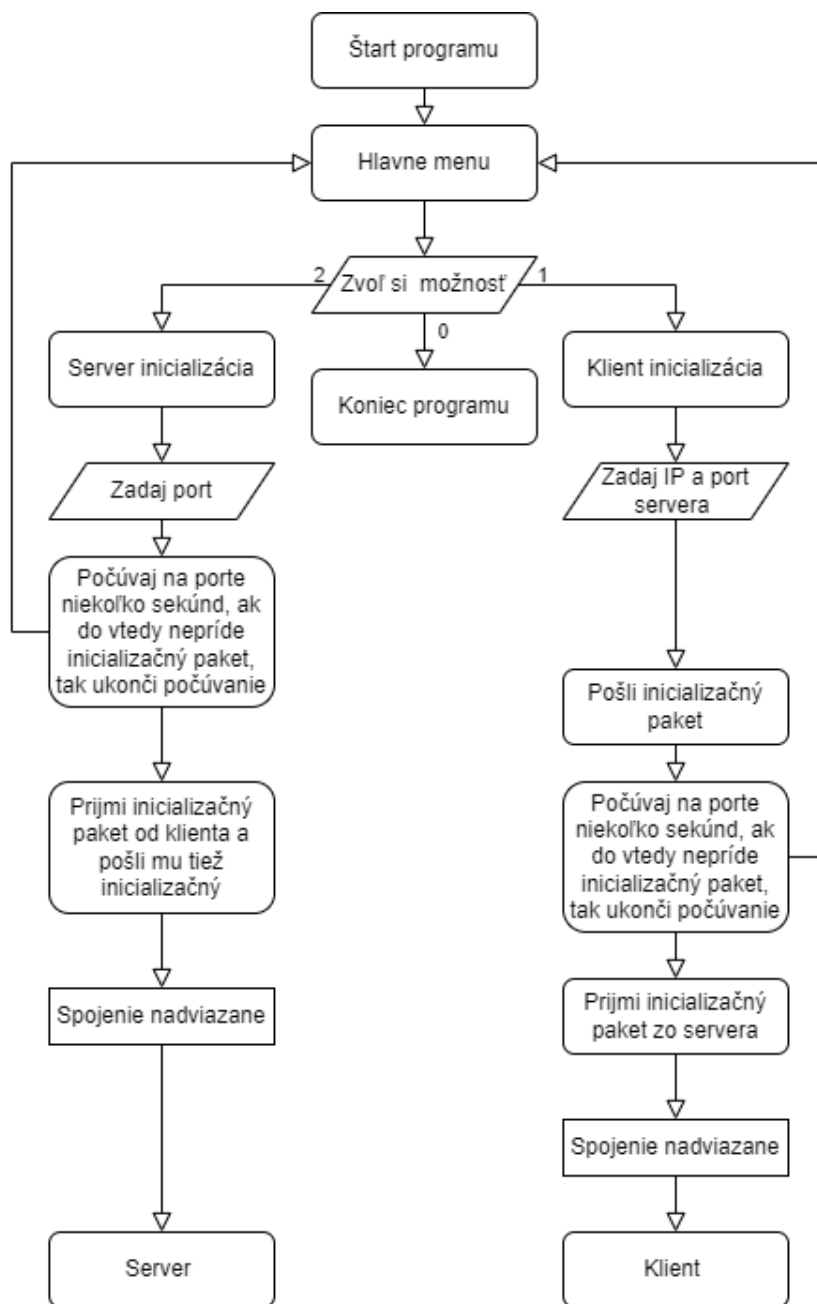 Štart programu
Hlavne menu
Zvoľ si  možnosť
2
1
0
Server inicializácia
Koniec programu
Klient inicializácia
Zadaj port
Zadaj IP a port
servera
Počúvaj na porte
niekoľko sekúnd, ak
do vtedy nepríde
inicializačný paket,
tak ukonči počúvanie
Pošli inicializačný
paket
Prijmi inicializačný
paket od klienta a
pošli mu tiež
inicializačný
Počúvaj na porte
niekoľko sekúnd, ak
do vtedy nepríde
inicializačný paket,
tak ukonči počúvanie
Spojenie nadviazane
Prijmi inicializačný
paket zo servera
Spojenie nadviazane
Server
Klient